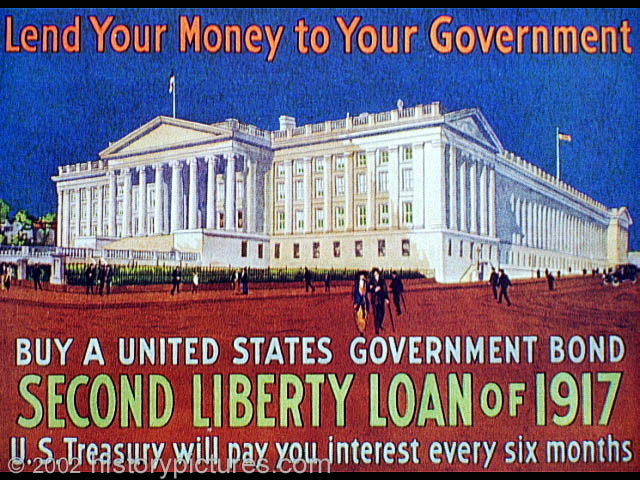 Lend Your Money to Your Government
BUY A UNITED STATES GOVERNMENT BOND
SECOND LIBERTY LOAN OF 1917
U.S. Treasury will pay you interest every six months
© 2002 historypictures.com